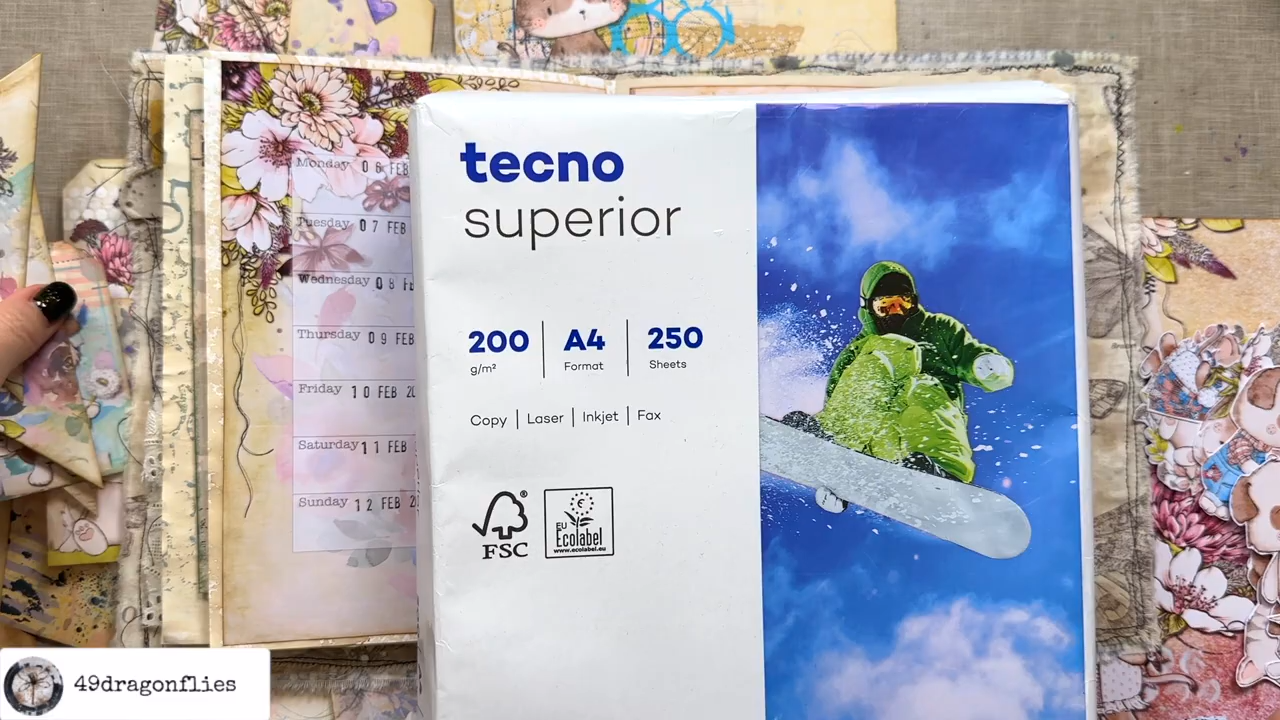 Monday 06 FEB
Tuesday 07 FEB
Wednesday 08
Thursday 09 FEB
Friday 10 FEB
Saturday 11 FEB
Sunday 12 FEB
tecno
superior
200 A4 250
g/m² Format Sheets
Copy | Laser | Inkjet | Fax
FSC®
EU
Ecolabel
www.ecolabel.eu
49dragonflies